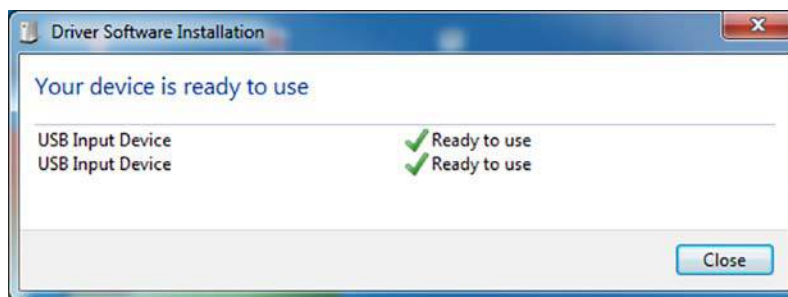 Driver Software Installation
Your device is ready to use
USB Input Device Ready to use
USB Input Device Ready to use
Close